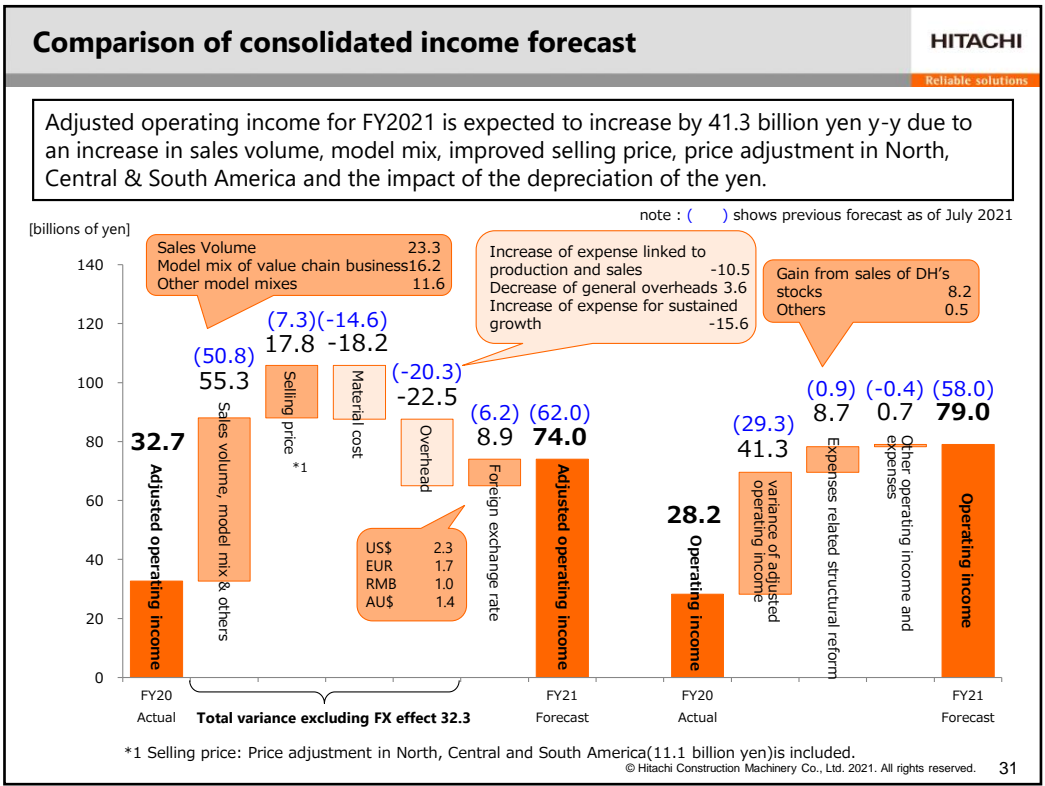 Comparison of consolidated income forecast
HITACHI
Reliable solutions
Adjusted operating income for FY2021 is expected to increase by 41.3 billion yen y-y due to
an increase in sales volume, model mix, improved selling price, price adjustment in North,
Central & South America and the impact of the depreciation of the yen.
note : ( ) shows previous forecast as of July 2021
[billions of yen]
Sales Volume 23.3
Model mix of value chain business16.2
Other model mixes 11.6
Increase of expense linked to
production and sales -10.5
Decrease of general overheads 3.6
Increase of expense for sustained
growth -15.6
Gain from sales of DH's
stocks 8.2
Others 0.5
140
120
100
80
60
40
20
0
32.7
Adjusted operating income
(50.8)
55.3
Sales volume, model mix & others
(7.3)
17.8
Selling price
*1
(-14.6)
-18.2
Material cost
(-20.3)
-22.5
Overhead
(6.2)
8.9
Foreign exchange rate
US$ 2.3
EUR 1.7
RMB 1.0
AU$ 1.4
(62.0)
74.0
Adjusted operating income
28.2
Operating income
(29.3)
41.3
variance of adjusted
operating income
(0.9)
8.7
Expenses related structural reform
(-0.4)
0.7
Other operating income and
expenses
(58.0)
79.0
Operating income
FY20
Actual
Total variance excluding FX effect 32.3
FY21
Forecast
FY20
Actual
FY21
Forecast
*1 Selling price: Price adjustment in North, Central and South America(11.1 billion yen)is included.
© Hitachi Construction Machinery Co., Ltd. 2021. All rights reserved. 31